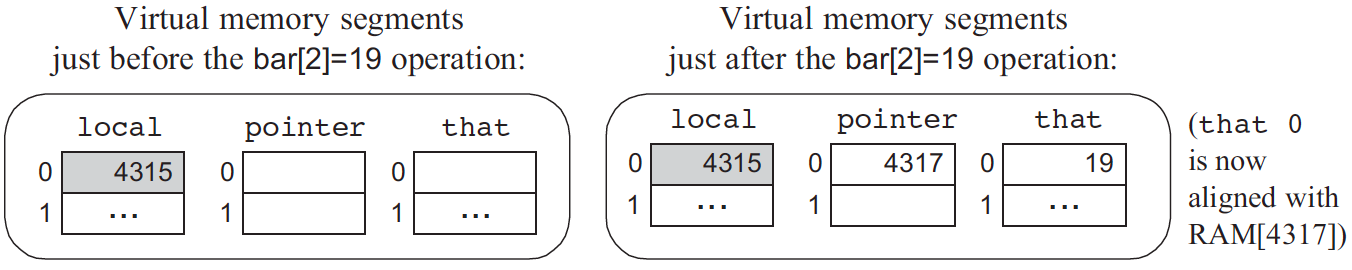 Virtual memory segments
just before the bar[2]=19 operation:
local pointer that
0 4315 0 0
1 ... 1 1 ...
Virtual memory segments
just after the bar[2]=19 operation:
local pointer that
0 4315 0 4317 0 19
1 ... 1 1 ...
(that 0
is now
aligned with
RAM[4317])